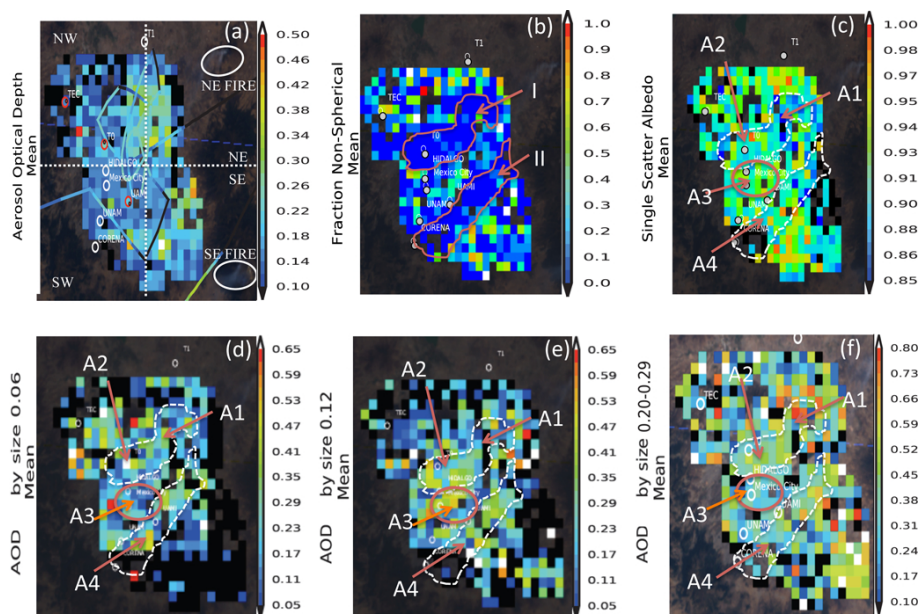 (a)
NW
T1
TEC
T0
HIDALGO
Mexico City
UAMI
UNAM
CORENA
NE FIRE
NE
SE
SE FIRE
SW
Aerosol Optical Depth
Mean
0.50
0.46
0.42
0.38
0.34
0.30
0.26
0.22
0.18
0.14
0.10
(b)
T1
TEC
I
T0
II
HIDALGO
Mexico City
UAMI
UNAM
CORENA
Fraction Non-Spherical
Mean
1.0
0.9
0.8
0.7
0.6
0.5
0.4
0.3
0.2
0.1
0.0
(c)
A2
T1
TEC
A1
HIDALGO
Mexico City
UAMI
A3
UNAM
CORENA
A4
Single Scatter Albedo
Mean
1.00
0.98
0.97
0.95
0.94
0.93
0.91
0.90
0.88
0.86
0.85
(d)
A2
T1
TEC
A1
HIDALGO
A3
A4
AOD by size 0.06
Mean
0.65
0.59
0.53
0.47
0.41
0.35
0.29
0.23
0.17
0.11
0.05
(e)
A2
T1
TEC
A1
HIDALGO
A3
A4
AOD by size 0.12
Mean
0.65
0.59
0.53
0.47
0.41
0.35
0.29
0.23
0.17
0.11
0.05
(f)
A2
TEC
A1
HIDALGO
Mexico City
A3
UAMI
UNAM
CORENA
A4
AOD by size 0.20-0.29
Mean
0.80
0.73
0.66
0.59
0.52
0.45
0.38
0.31
0.24
0.17
0.10